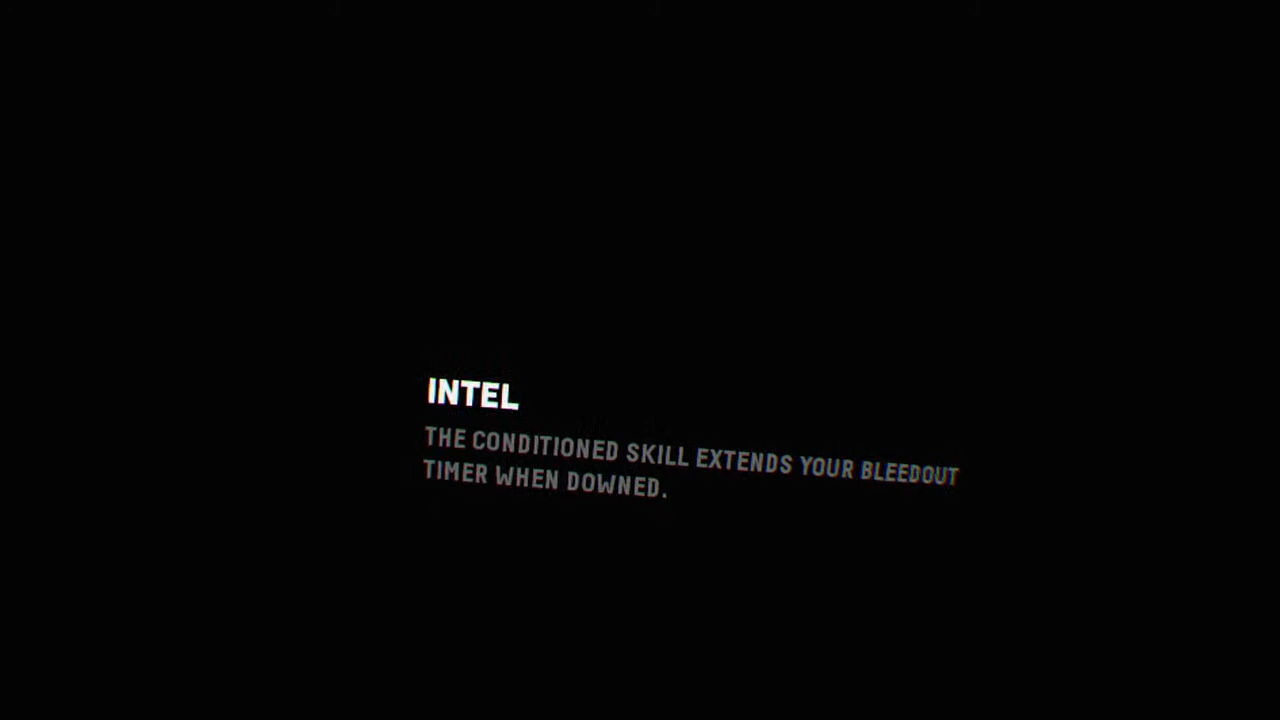 INTEL
THE CONDITIONED SKILL EXTENDS YOUR BLEEDOUT
TIMER WHEN DOWNED.